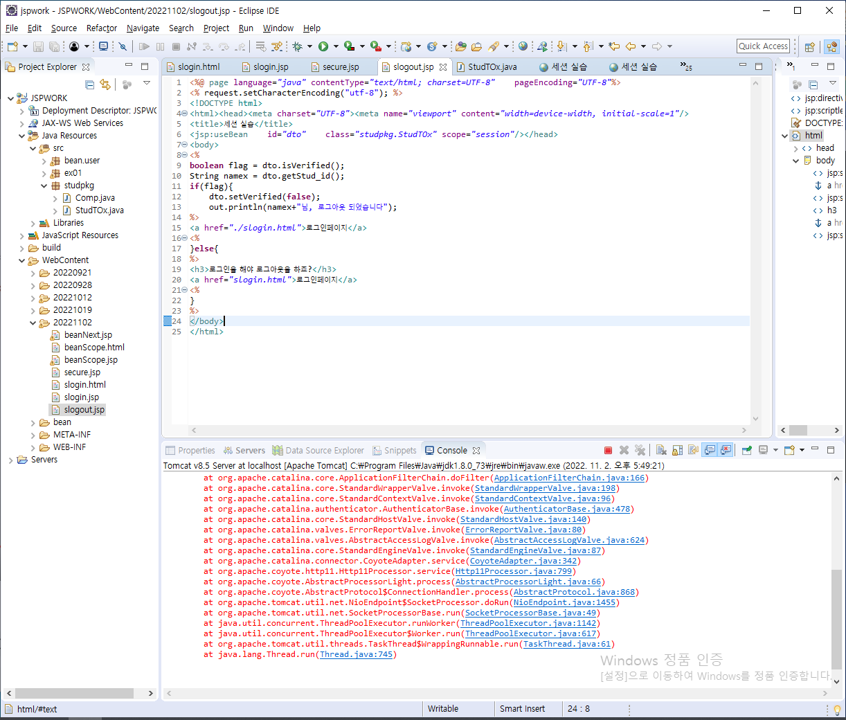 jspwork - JSPWORK/WebContent/20221102/slogout.jsp - Eclipse IDE
File Edit Source Refactor Navigate Search Project Run Window Help
Quick Access
Project Explorer
JSPWORK
Deployment Descriptor: JSPWC
JAX-WS Web Services
Java Resources
src
bean.user
ex01
studpkg
Comp.java
StudTOx.java
Libraries
JavaScript Resources
build
WebContent
20220921
20220928
20221012
20221019
20221102
beanNext.jsp
beanScope.html
beanScope.jsp
secure.jsp
slogin.html
slogin.jsp
slogout.jsp
bean
META-INF
WEB-INF
Servers
slogin.html slogin.jsp secure.jsp slogout.jsp StudTOx.java 세션 실습 세션 실습 »25
1 <%@ page language="java" contentType="text/html; charset=UTF-8" pageEncoding="UTF-8"%>
2 <% request.setCharacterEncoding("utf-8"); %>
3 <!DOCTYPE html>
4 <html><head><meta charset="UTF-8"><meta name="viewport" content="width=device-width, initial-scale=1"/>
5 <title>세션 실습</title>
6 <jsp:useBean id="dto" class="studpkg.StudTOx" scope="session"/></head>
7 <body>
8 <%
9 boolean flag = dto.isVerified();
10 String namex = dto.getStud_id();
11 if(flag){
12 dto.setVerified(false);
13 out.println(namex+"님, 로그아웃 되었습니다");
14 %>
15 <a href="./slogin.html">로그인페이지</a>
16 <%
17 }else{
18 %>
19 <h3>로그인을 해야 로그아웃을 하죠?</h3>
20 <a href="slogin.html">로그인페이지</a>
21 <%
22 }
23 %>
24 </body>
25 </html>
»1
jsp:directiv
jsp:scriptle
DOCTYPE:
html
head
body
jsp:s
a hr
jsp:s
h3
a hr
jsp:s
Properties Servers Data Source Explorer Snippets Console
Tomcat v8.5 Server at localhost [Apache Tomcat] C:₩Program Files₩Java₩jdk1.8.0_73₩jre₩bin₩javaw.exe (2022. 11. 2. 오후 5:49:21)
at org.apache.catalina.core.ApplicationFilterChain.doFilter(ApplicationFilterChain.java:166)
at org.apache.catalina.core.StandardWrapperValve.invoke(StandardWrapperValve.java:198)
at org.apache.catalina.core.StandardContextValve.invoke(StandardContextValve.java:96)
at org.apache.catalina.authenticator.AuthenticatorBase.invoke(AuthenticatorBase.java:478)
at org.apache.catalina.core.StandardHostValve.invoke(StandardHostValve.java:140)
at org.apache.catalina.valves.ErrorReportValve.invoke(ErrorReportValve.java:80)
at org.apache.catalina.valves.AbstractAccessLogValve.invoke(AbstractAccessLogValve.java:624)
at org.apache.catalina.core.StandardEngineValve.invoke(StandardEngineValve.java:87)
at org.apache.catalina.connector.CoyoteAdapter.service(CoyoteAdapter.java:342)
at org.apache.coyote.http11.Http11Processor.service(Http11Processor.java:799)
at org.apache.coyote.AbstractProcessorLight.process(AbstractProcessorLight.java:66)
at org.apache.coyote.AbstractProtocol$ConnectionHandler.process(AbstractProtocol.java:868)
at org.apache.tomcat.util.net.NioEndpoint$SocketProcessor.doRun(NioEndpoint.java:1455)
at org.apache.tomcat.util.net.SocketProcessorBase.run(SocketProcessorBase.java:49)
at java.util.concurrent.ThreadPoolExecutor.runWorker(ThreadPoolExecutor.java:1142)
at java.util.concurrent.ThreadPoolExecutor$Worker.run(ThreadPoolExecutor.java:617)
at org.apache.tomcat.util.threads.TaskThread$WrappingRunnable.run(TaskThread.java:61)
at java.lang.Thread.run(Thread.java:745)
Windows 정품 인증
[설정]으로 이동하여 Windows를 정품 인증합니다.
html/#text Writable Smart Insert 24 : 8